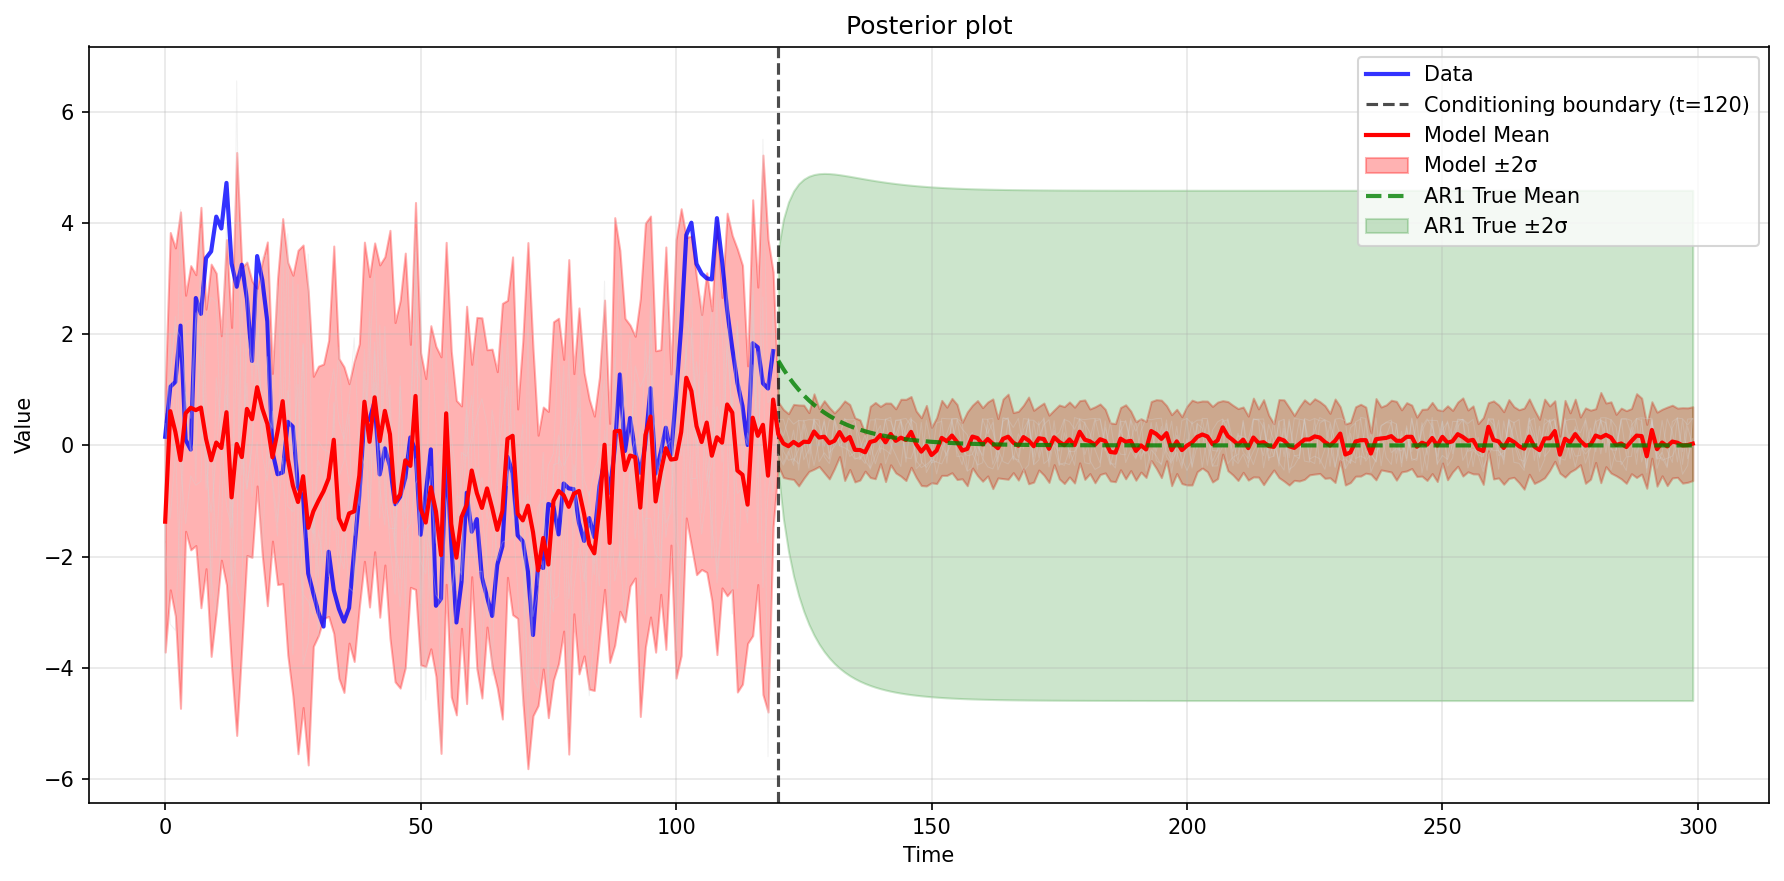 Posterior plot
Data
Conditioning boundary (t=120)
Model Mean
Model ±2σ
AR1 True Mean
AR1 True ±2σ
Value
6
4
2
0
−2
−4
−6
0
50
100
150
200
250
300
Time